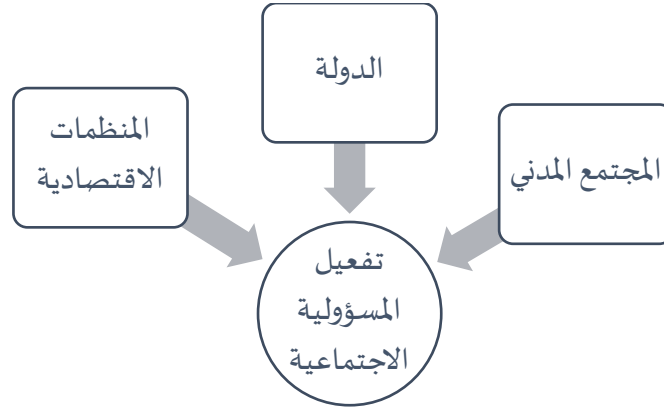 الدولة
المنظمات
الاقتصادية
المجتمع المدني
تفعيل
المسؤولية
الاجتماعية